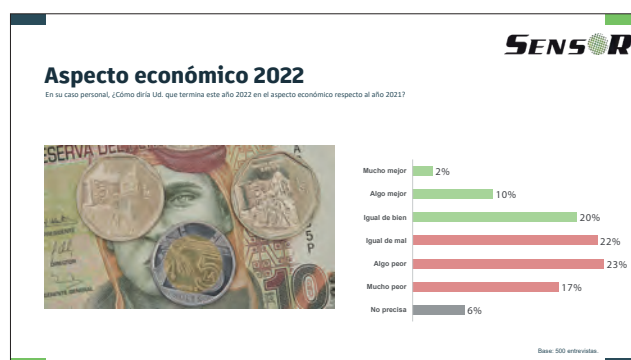 SENSOR
Aspecto económico 2022
En su caso personal, ¿Cómo diría Ud. que termina este año 2022 en el aspecto económico respecto al año 2021?
Mucho mejor 2%
Algo mejor 10%
Igual de bien 20%
Igual de mal 22%
Algo peor 23%
Mucho peor 17%
No precisa 6%
Base: 500 entrevistas.